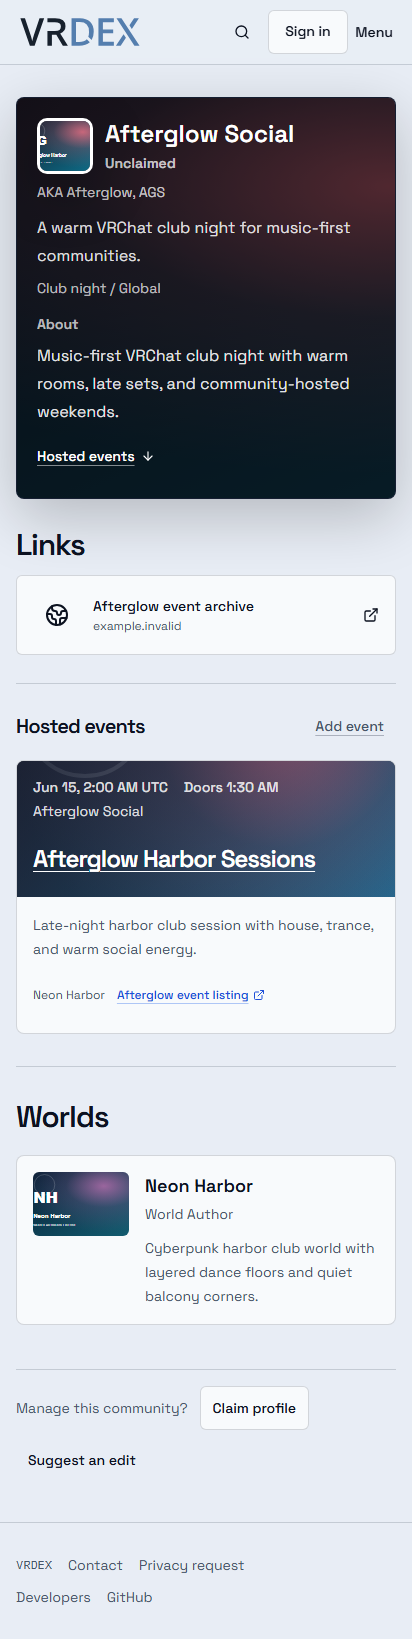 VRDEX
Sign in
Menu
Afterglow Social
Unclaimed
AKA Afterglow, AGS
A warm VRChat club night for music-first
communities.
Club night / Global
About
Music-first VRChat club night with warm
rooms, late sets, and community-hosted
weekends.
Hosted events
Links
Afterglow event archive
example.invalid
Hosted events
Add event
Jun 15, 2:00 AM UTC Doors 1:30 AM
Afterglow Social
Afterglow Harbor Sessions
Late-night harbor club session with house, trance,
and warm social energy.
Neon Harbor Afterglow event listing
Worlds
NH
Neon Harbor
Neon Harbor
World Author
Cyberpunk harbor club world with
layered dance floors and quiet
balcony corners.
Manage this community?
Claim profile
Suggest an edit
VRDEX Contact Privacy request
Developers GitHub